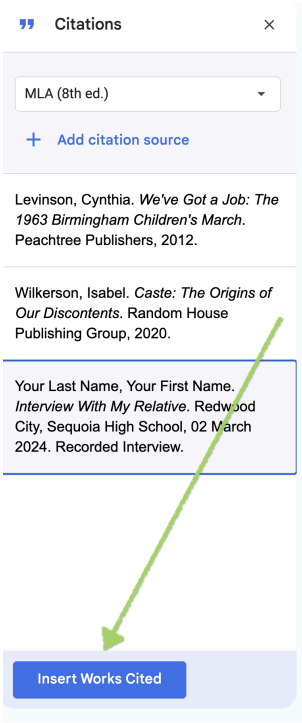 Citations
MLA (8th ed.)
Add citation source
Levinson, Cynthia. We've Got a Job: The
1963 Birmingham Children's March.
Peachtree Publishers, 2012.
Wilkerson, Isabel. Caste: The Origins of
Our Discontents. Random House
Publishing Group, 2020.
Your Last Name, Your First Name.
Interview With My Relative. Redwood
City, Sequoia High School, 02 March
2024. Recorded Interview.
Insert Works Cited